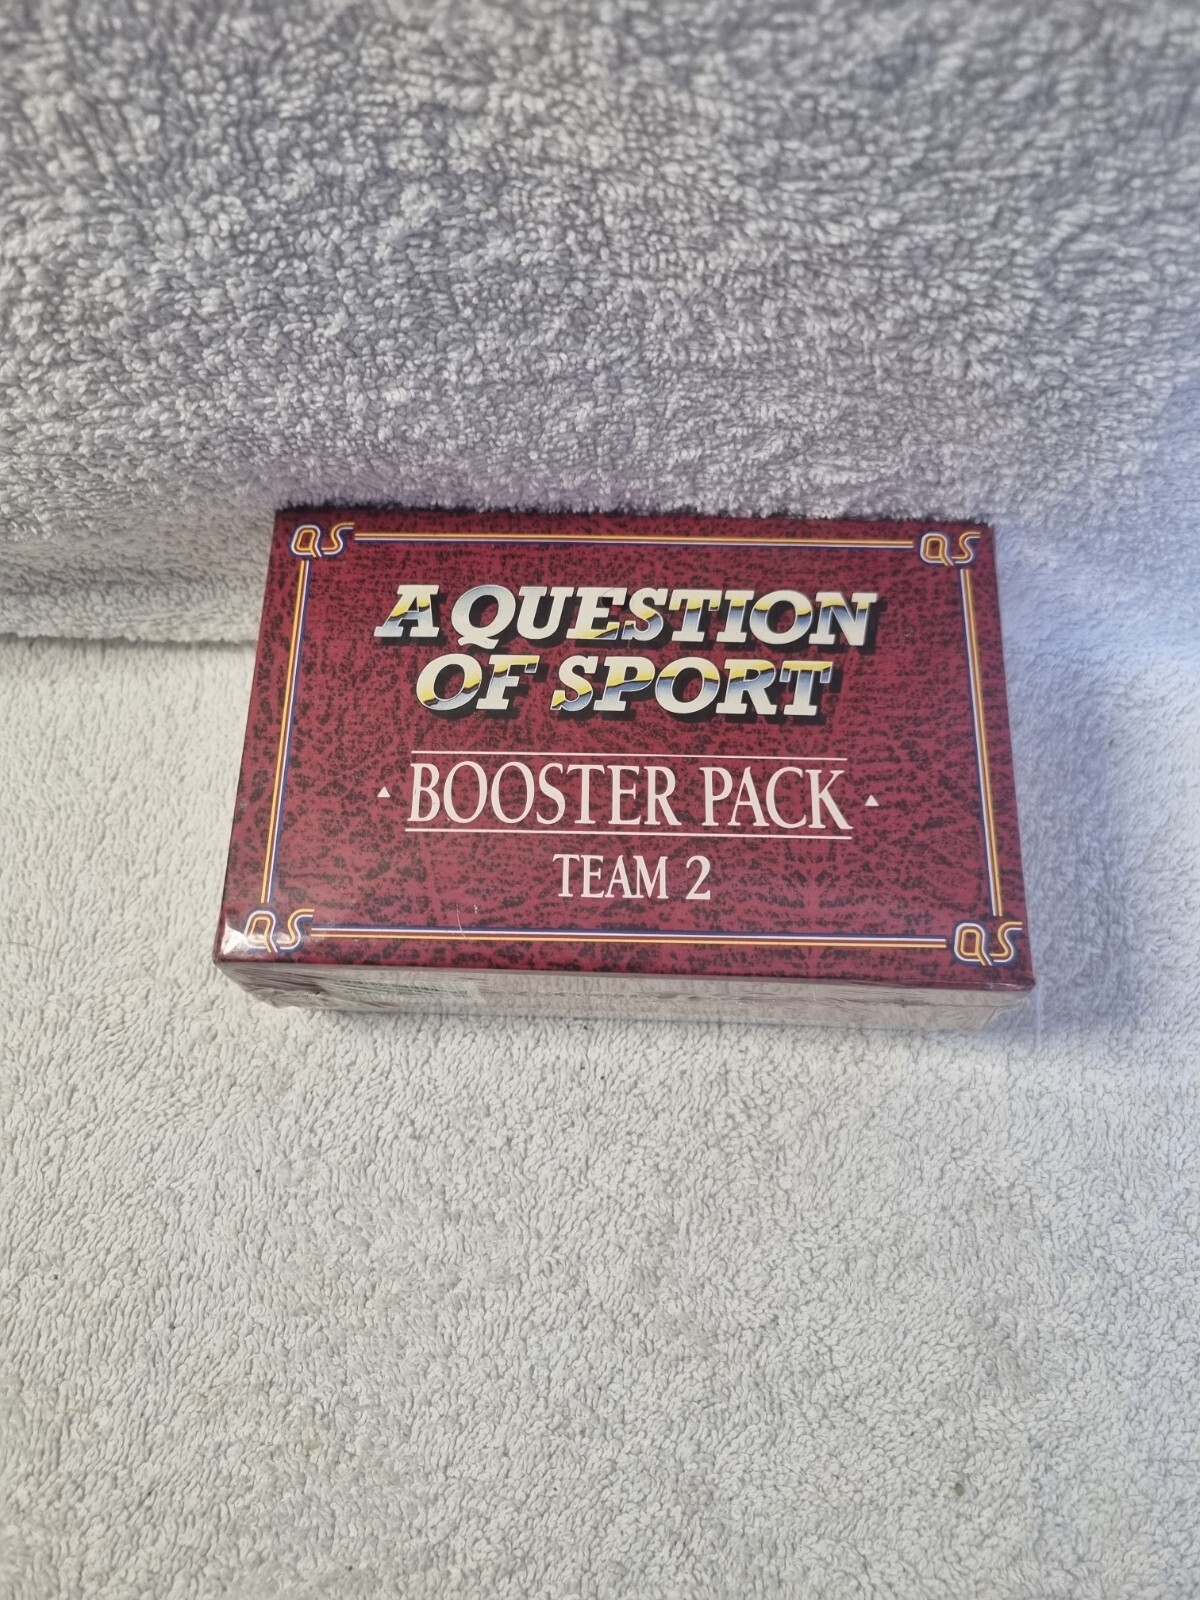 QS QS
A QUESTION
OF SPORT
BOOSTER PACK
TEAM 2
QS QS